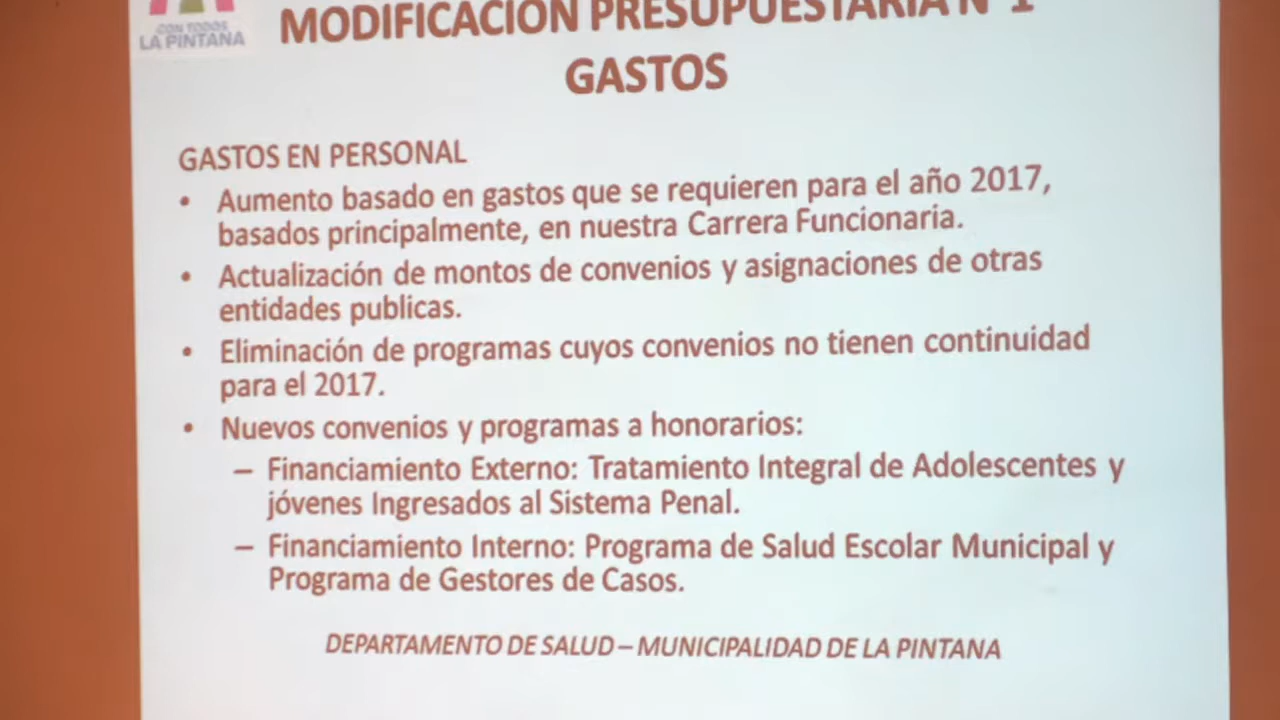 CON TODOS
LA PINTANA
MODIFICACIÓN PRESUPUESTARIA N° 1
GASTOS
GASTOS EN PERSONAL
• Aumento basado en gastos que se requieren para el año 2017,
basados principalmente, en nuestra Carrera Funcionaria.
• Actualización de montos de convenios y asignaciones de otras
entidades publicas.
• Eliminación de programas cuyos convenios no tienen continuidad
para el 2017.
• Nuevos convenios y programas a honorarios:
– Financiamiento Externo: Tratamiento Integral de Adolescentes y
jóvenes Ingresados al Sistema Penal.
– Financiamiento Interno: Programa de Salud Escolar Municipal y
Programa de Gestores de Casos.
DEPARTAMENTO DE SALUD – MUNICIPALIDAD DE LA PINTANA